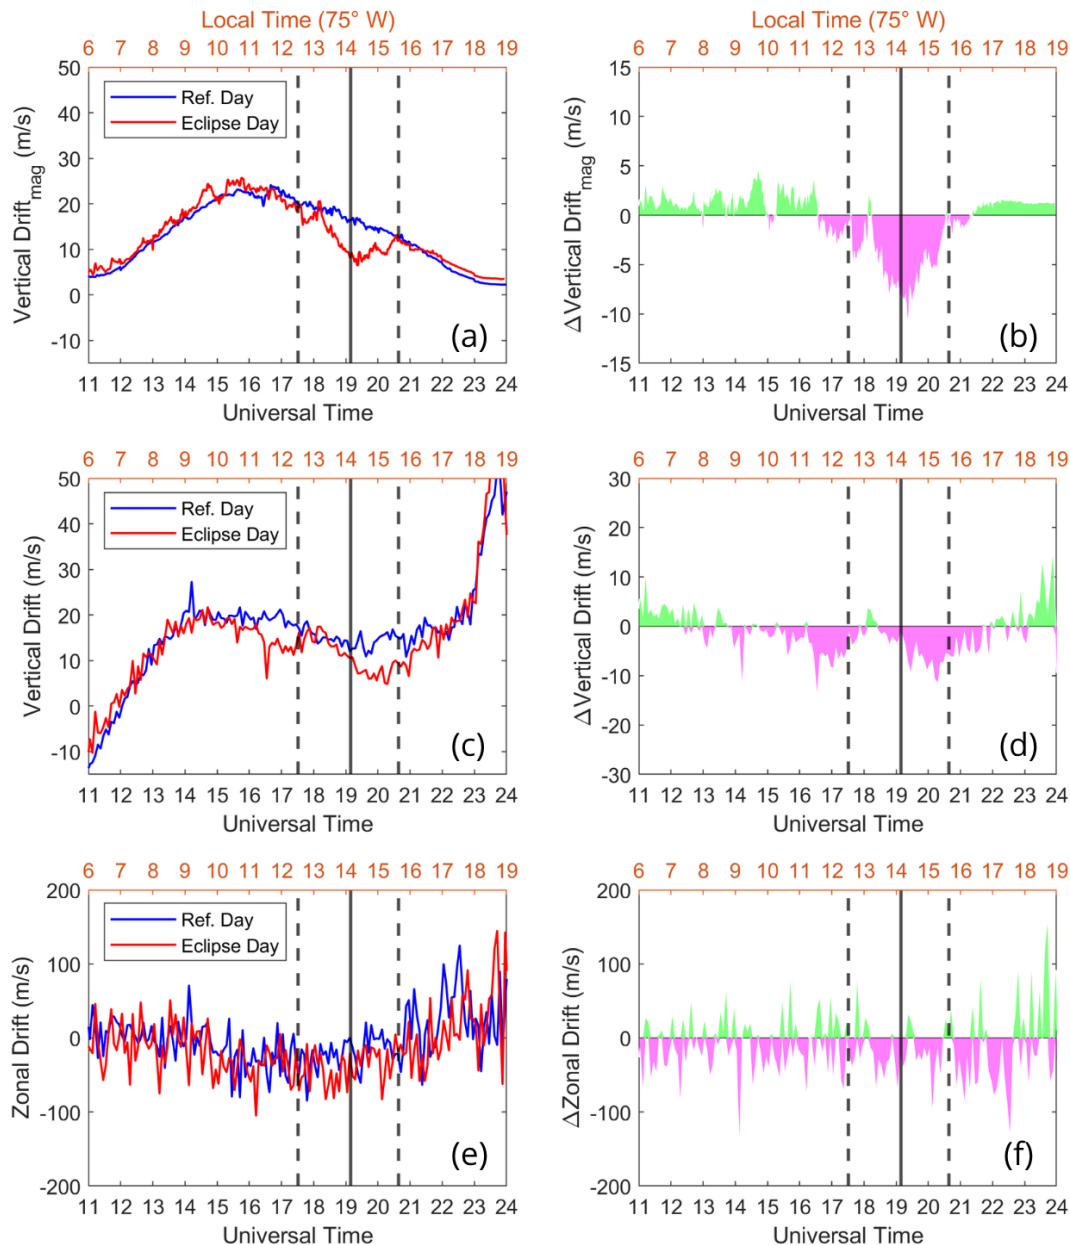 Local Time (75° W)
6 7 8 9 10 11 12 13 14 15 16 17 18 19
50
40
30
20
10
0
-10
Vertical Drift_mag (m/s)
Ref. Day
Eclipse Day
(a)
11 12 13 14 15 16 17 18 19 20 21 22 23 24
Universal Time
Local Time (75° W)
6 7 8 9 10 11 12 13 14 15 16 17 18 19
15
10
5
0
-5
-10
-15
ΔVertical Drift_mag (m/s)
(b)
11 12 13 14 15 16 17 18 19 20 21 22 23 24
Universal Time
6 7 8 9 10 11 12 13 14 15 16 17 18 19
50
40
30
20
10
0
-10
Vertical Drift (m/s)
Ref. Day
Eclipse Day
(c)
11 12 13 14 15 16 17 18 19 20 21 22 23 24
Universal Time
6 7 8 9 10 11 12 13 14 15 16 17 18 19
30
20
10
0
-10
-20
-30
ΔVertical Drift (m/s)
(d)
11 12 13 14 15 16 17 18 19 20 21 22 23 24
Universal Time
6 7 8 9 10 11 12 13 14 15 16 17 18 19
200
100
0
-100
-200
Zonal Drift (m/s)
Ref. Day
Eclipse Day
(e)
11 12 13 14 15 16 17 18 19 20 21 22 23 24
Universal Time
6 7 8 9 10 11 12 13 14 15 16 17 18 19
200
100
0
-100
-200
ΔZonal Drift (m/s)
(f)
11 12 13 14 15 16 17 18 19 20 21 22 23 24
Universal Time